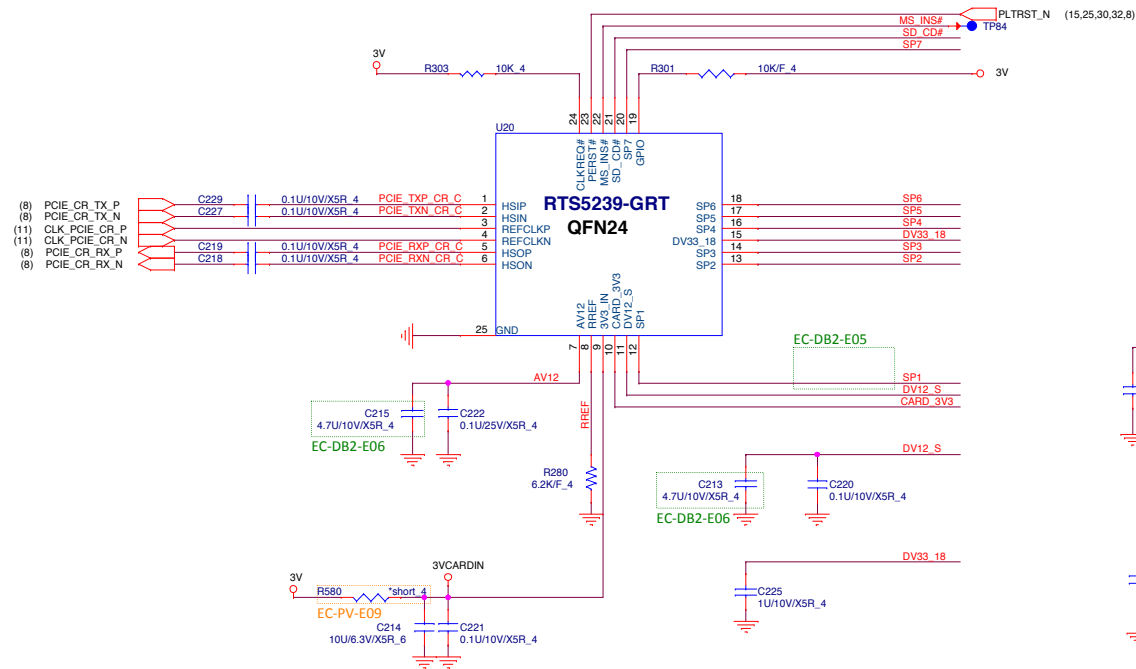 PLTRST_N (15,25,30,32,8)
MS_INS#
TP84
SD_CD#
SP7
3V
R303 10K_4
R301 10K/F_4
3V
24 23 22 21 20 19
U20
CLKREQ# PERST# MS_INS# SD_CD# SP7 GPIO
RTS5239-GRT
QFN24
(8) PCIE_CR_TX_P C229 0.1U/10V/X5R_4 PCIE_TXP_CR_C 1 HSIP
(8) PCIE_CR_TX_N C227 0.1U/10V/X5R_4 PCIE_TXN_CR_C 2 HSIN
(11) CLK_PCIE_CR_P 3 REFCLKP
(11) CLK_PCIE_CR_N 4 REFCLKN
(8) PCIE_CR_RX_P C219 0.1U/10V/X5R_4 PCIE_RXP_CR_C 5 HSOP
(8) PCIE_CR_RX_N C218 0.1U/10V/X5R_4 PCIE_RXN_CR_C 6 HSON
SP6 18 SP6
SP5 17 SP5
SP4 16 SP4
DV33_18 15 DV33_18
SP3 14 SP3
SP2 13 SP2
25 GND
AV12 RREF 3V3_IN CARD_3V3 DV12_S SP1
7 8 9 10 11 12
EC-DB2-E05
AV12
SP1
DV12_S
CARD_3V3
C215
4.7U/10V/X5R_4
EC-DB2-E06
C222
0.1U/25V/X5R_4
RREF
R280
6.2K/F_4
DV12_S
C213
4.7U/10V/X5R_4
EC-DB2-E06
C220
0.1U/10V/X5R_4
DV33_18
C225
1U/10V/X5R_4
3V
3VCARDIN
R580 *short_4
EC-PV-E09
C214
10U/6.3V/X5R_6
C221
0.1U/10V/X5R_4